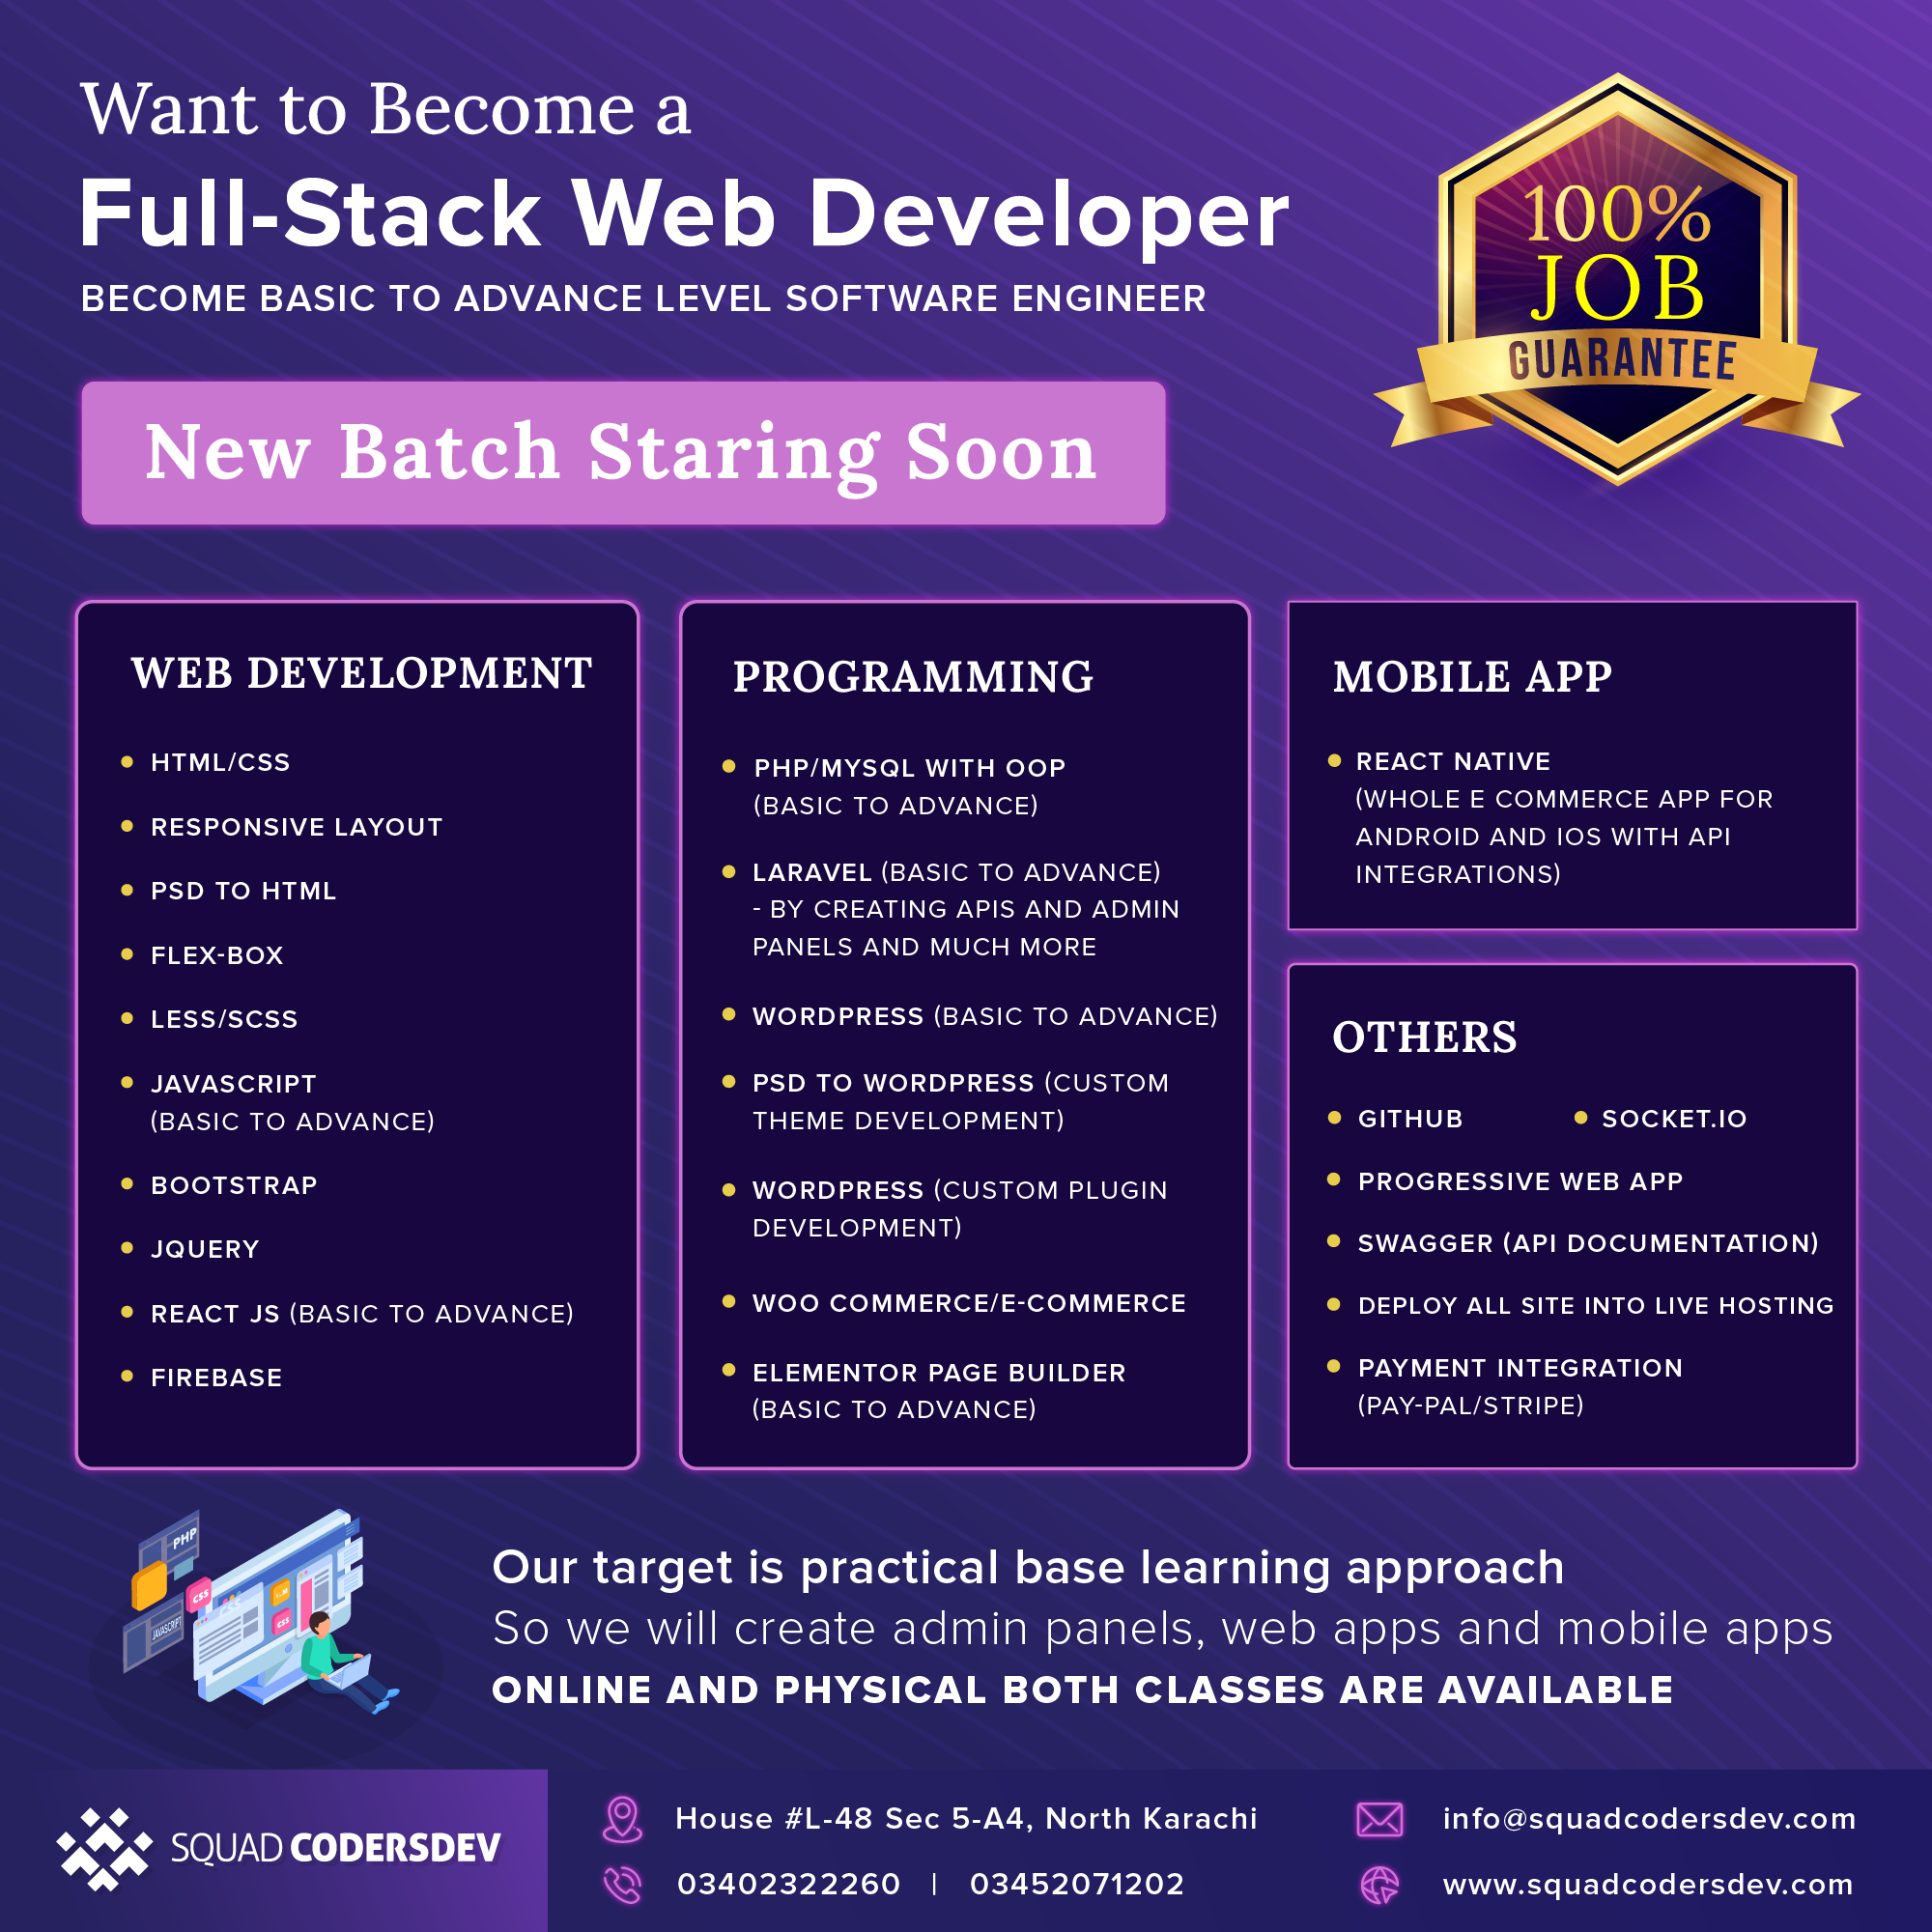 Want to Become a
Full-Stack Web Developer
BECOME BASIC TO ADVANCE LEVEL SOFTWARE ENGINEER
100%
JOB
GUARANTEE
New Batch Staring Soon
WEB DEVELOPMENT
HTML/CSS
RESPONSIVE LAYOUT
PSD TO HTML
FLEX-BOX
LESS/SCSS
JAVASCRIPT
(BASIC TO ADVANCE)
BOOTSTRAP
JQUERY
REACT JS (BASIC TO ADVANCE)
FIREBASE
PROGRAMMING
PHP/MYSQL WITH OOP
(BASIC TO ADVANCE)
LARAVEL (BASIC TO ADVANCE)
- BY CREATING APIS AND ADMIN
PANELS AND MUCH MORE
WORDPRESS (BASIC TO ADVANCE)
PSD TO WORDPRESS (CUSTOM
THEME DEVELOPMENT)
WORDPRESS (CUSTOM PLUGIN
DEVELOPMENT)
WOO COMMERCE/E-COMMERCE
ELEMENTOR PAGE BUILDER
(BASIC TO ADVANCE)
MOBILE APP
REACT NATIVE
(WHOLE E COMMERCE APP FOR
ANDROID AND IOS WITH API
INTEGRATIONS)
OTHERS
GITHUB
SOCKET.IO
PROGRESSIVE WEB APP
SWAGGER (API DOCUMENTATION)
DEPLOY ALL SITE INTO LIVE HOSTING
PAYMENT INTEGRATION
(PAY-PAL/STRIPE)
PHP
CSS
CSS
CSS
JAVASCRIPT
Our target is practical base learning approach
So we will create admin panels, web apps and mobile apps
ONLINE AND PHYSICAL BOTH CLASSES ARE AVAILABLE
SQUAD CODERSDEV
House #L-48 Sec 5-A4, North Karachi
03402322260 | 03452071202
info@squadcodersdev.com
www.squadcodersdev.com